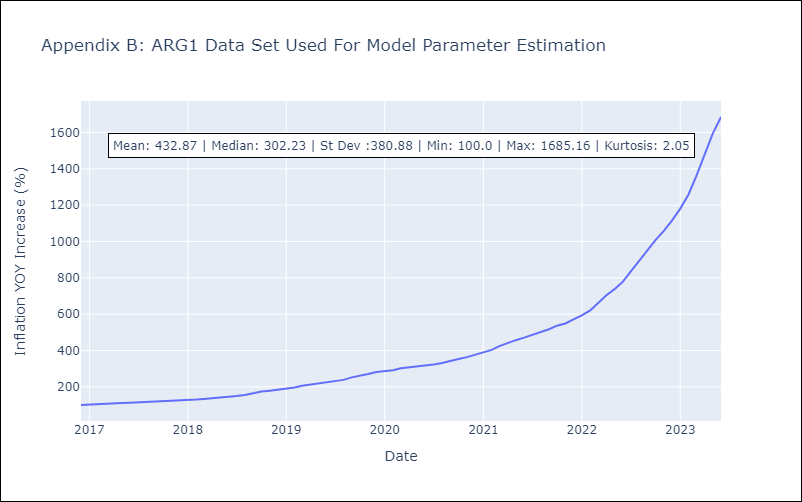 Appendix B: ARG1 Data Set Used For Model Parameter Estimation
Mean: 432.87 | Median: 302.23 | St Dev :380.88 | Min: 100.0 | Max: 1685.16 | Kurtosis: 2.05
Inflation YOY Increase (%)
1600
1400
1200
1000
800
600
400
200
2017 2018 2019 2020 2021 2022 2023
Date